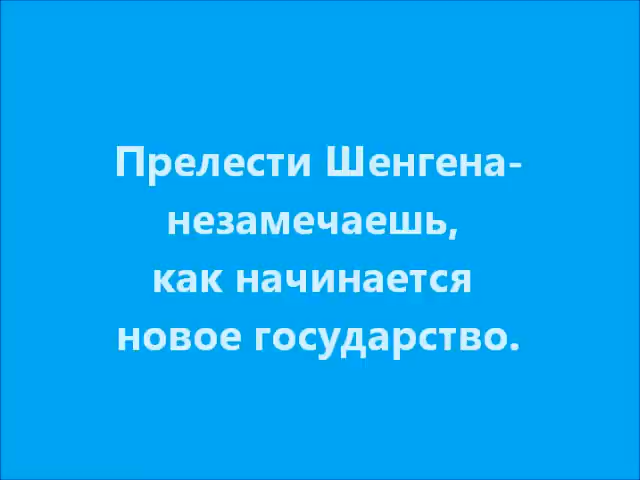 Прелести Шенгена-
незамечаешь,
как начинается
новое государство.